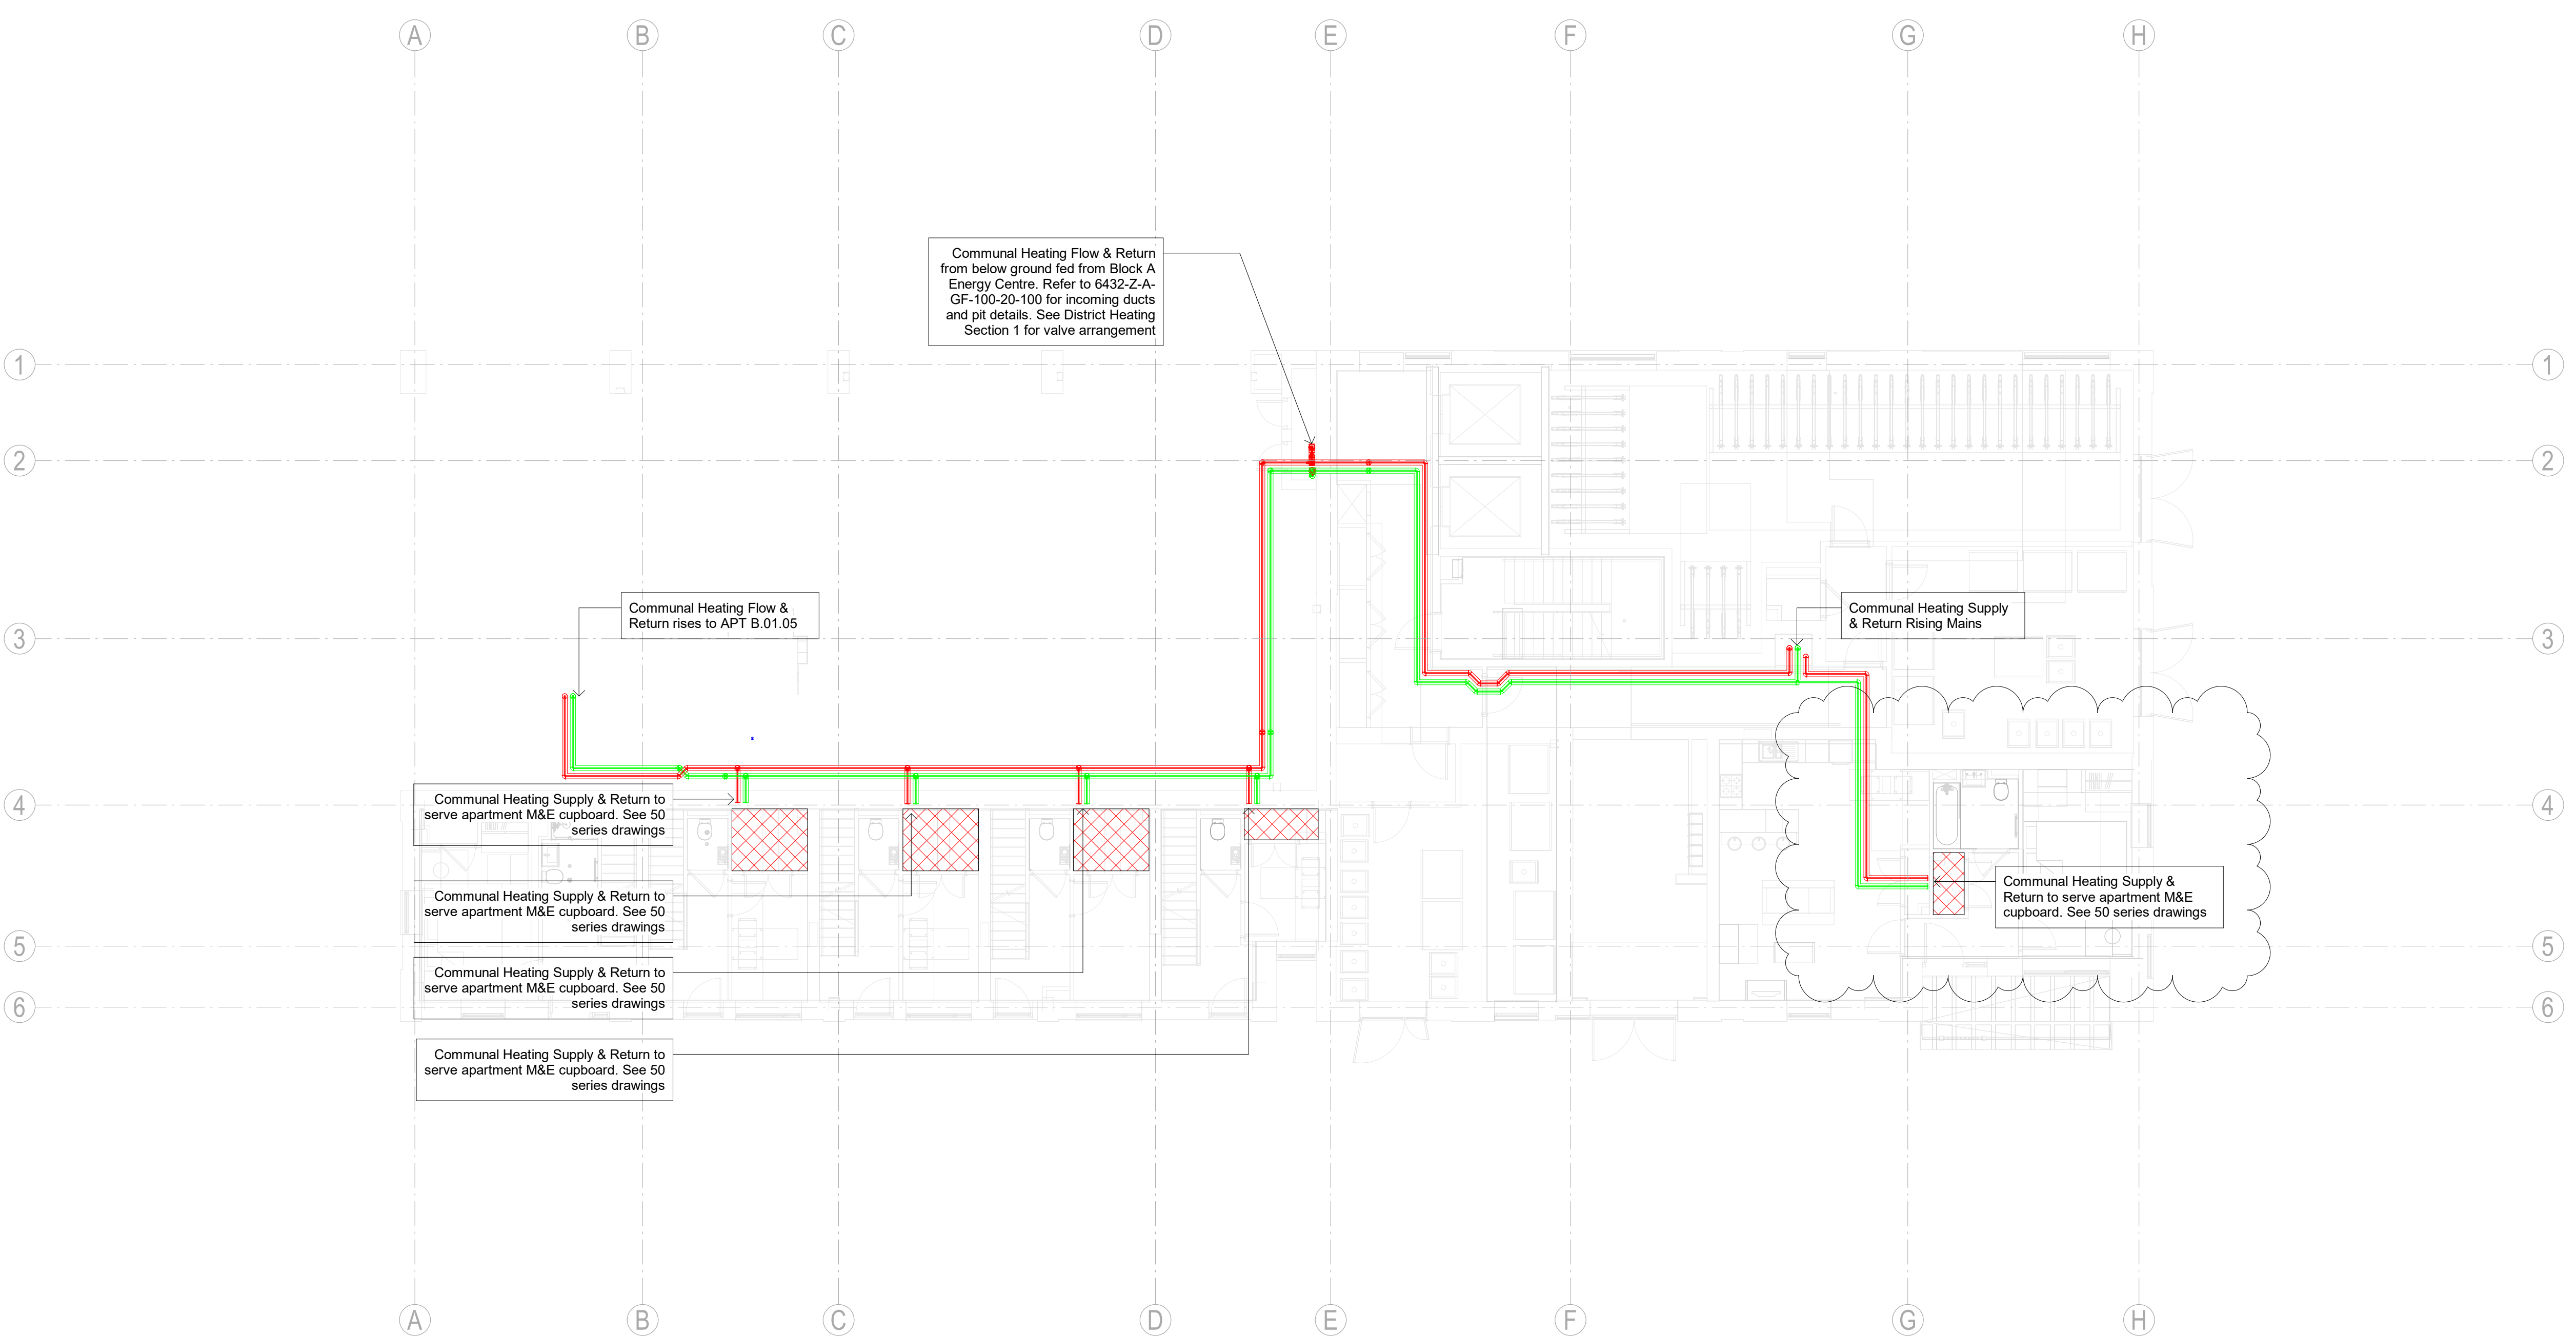 A B C D E F G H
Communal Heating Flow & Return
from below ground fed from Block A
Energy Centre. Refer to 6432-Z-A-
GF-100-20-100 for incoming ducts
and pit details. See District Heating
Section 1 for valve arrangement
1 1
2 2
Communal Heating Flow &
Return rises to APT B.01.05
Communal Heating Supply
& Return Rising Mains
3 3
Communal Heating Supply & Return to
serve apartment M&E cupboard. See 50
series drawings
4 4
Communal Heating Supply & Return to
serve apartment M&E cupboard. See 50
series drawings
Communal Heating Supply &
Return to serve apartment M&E
cupboard. See 50 series drawings
5 5
Communal Heating Supply & Return to
serve apartment M&E cupboard. See 50
series drawings
6 6
Communal Heating Supply & Return to
serve apartment M&E cupboard. See 50
series drawings
A B C D E F G H